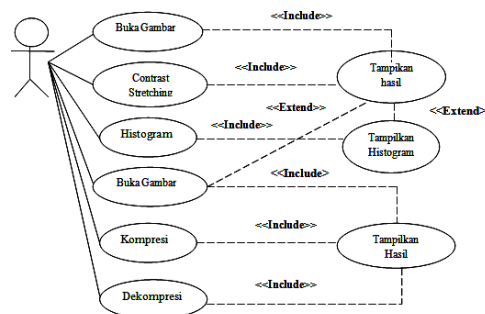 Buka Gambar
<<Include>>
Contrast
Stretching
<<Include>>
Tampikan
hasil
<<Extend>>
<<Extend>
Histogram
<<Include>>
Tampilkan
Histogram
Buka Gambar
<<Include>
Kompresi
<<Include>>
Tampilkan
Hasil
Dekompresi
<<Include>>